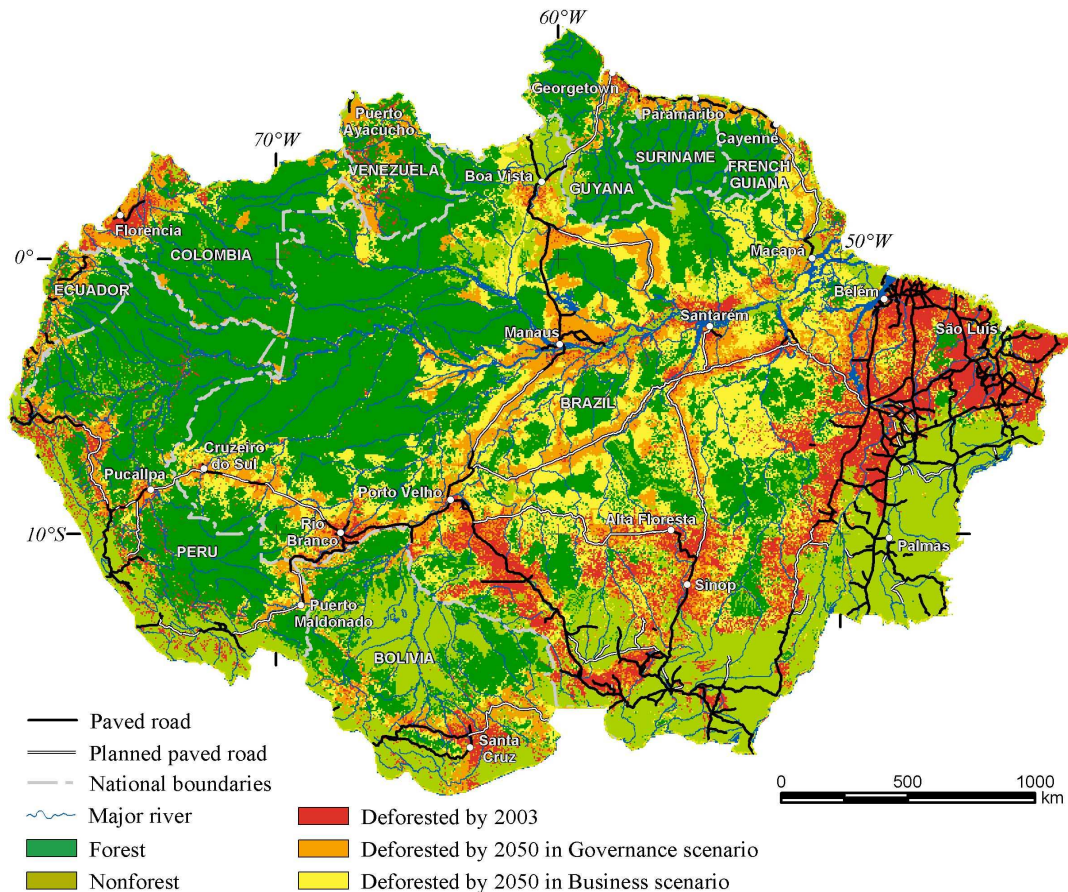 60°W
Georgetown
Paramaribo
Puerto
Ayacucho
Cayenne
70°W
SURINAME
VENEZUELA
FRENCH
GUIANA
Boa Vista
GUYANA
Florencia
COLOMBIA
Macapá
50°W
0°
ECUADOR
Belém
Santarém
São Luís
Manaus
BRAZIL
Cruzeiro
do Sul
Pucallpa
Porto Velho
Alta Floresta
Rio
Branco
10°S
PERU
Palmas
Sinop
Puerto
Maldonado
BOLIVIA
Santa
Cruz
Paved road
Planned paved road
National boundaries
Major river
Forest
Nonforest
Deforested by 2003
Deforested by 2050 in Governance scenario
Deforested by 2050 in Business scenario
0 500 1000
km